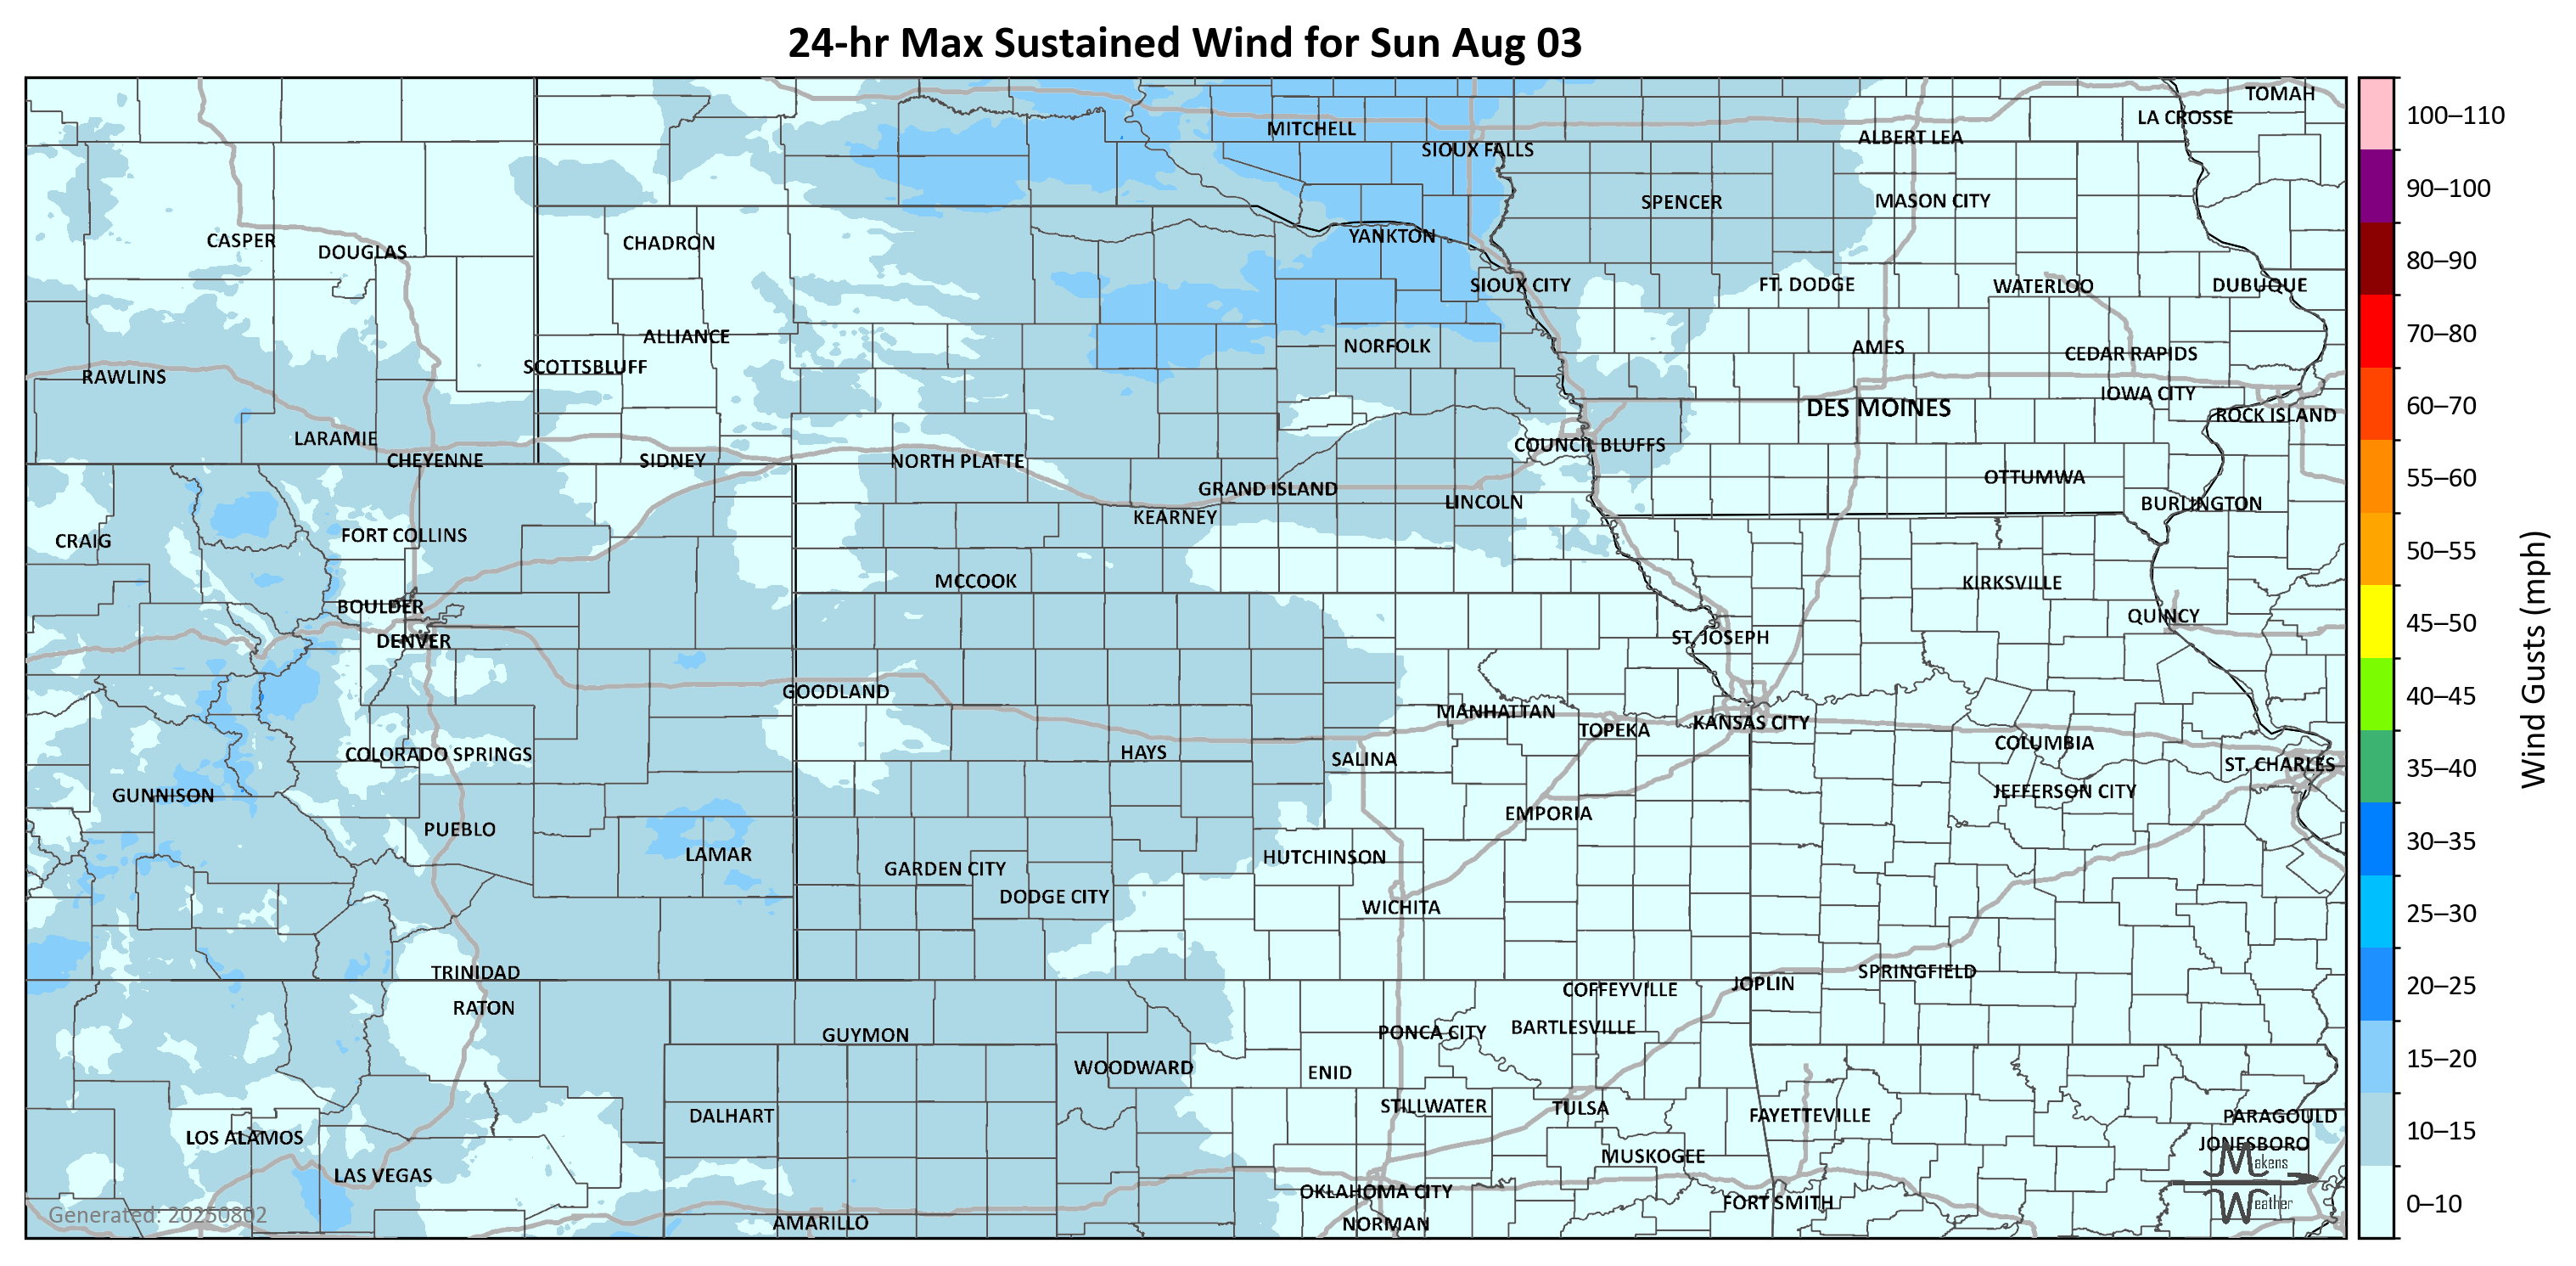 24-hr Max Sustained Wind for Sun Aug 03
TOMAH
LA CROSSE
MITCHELL
ALBERT LEA
SIOUX FALLS
SPENCER
MASON CITY
CASPER
DOUGLAS
CHADRON
YANKTON
SIOUX CITY
FT. DODGE
WATERLOO
DUBUQUE
ALLIANCE
NORFOLK
AMES
CEDAR RAPIDS
SCOTTSBLUFF
RAWLINS
IOWA CITY
DES MOINES
ROCK ISLAND
LARAMIE
COUNCIL BLUFFS
CHEYENNE
SIDNEY
NORTH PLATTE
OTTUMWA
GRAND ISLAND
LINCOLN
BURLINGTON
KEARNEY
CRAIG
FORT COLLINS
MCCOOK
KIRKSVILLE
BOULDER
QUINCY
DENVER
ST. JOSEPH
GOODLAND
MANHATTAN
TOPEKA
KANSAS CITY
COLORADO SPRINGS
HAYS
SALINA
COLUMBIA
ST. CHARLES
GUNNISON
JEFFERSON CITY
PUEBLO
EMPORIA
LAMAR
HUTCHINSON
GARDEN CITY
DODGE CITY
WICHITA
TRINIDAD
SPRINGFIELD
JOPLIN
COFFEYVILLE
RATON
GUYMON
PONCA CITY
BARTLESVILLE
WOODWARD
ENID
DALHART
STILLWATER
TULSA
FAYETTEVILLE
PARAGOULD
LOS ALAMOS
JONESBORO
LAS VEGAS
MUSKOGEE
OKLAHOMA CITY
FORT SMITH
AMARILLO
NORMAN
Generated: 20250802
Makens
Weather
100–110
90–100
80–90
70–80
60–70
55–60
50–55
45–50
40–45
35–40
30–35
25–30
20–25
15–20
10–15
0–10
Wind Gusts (mph)